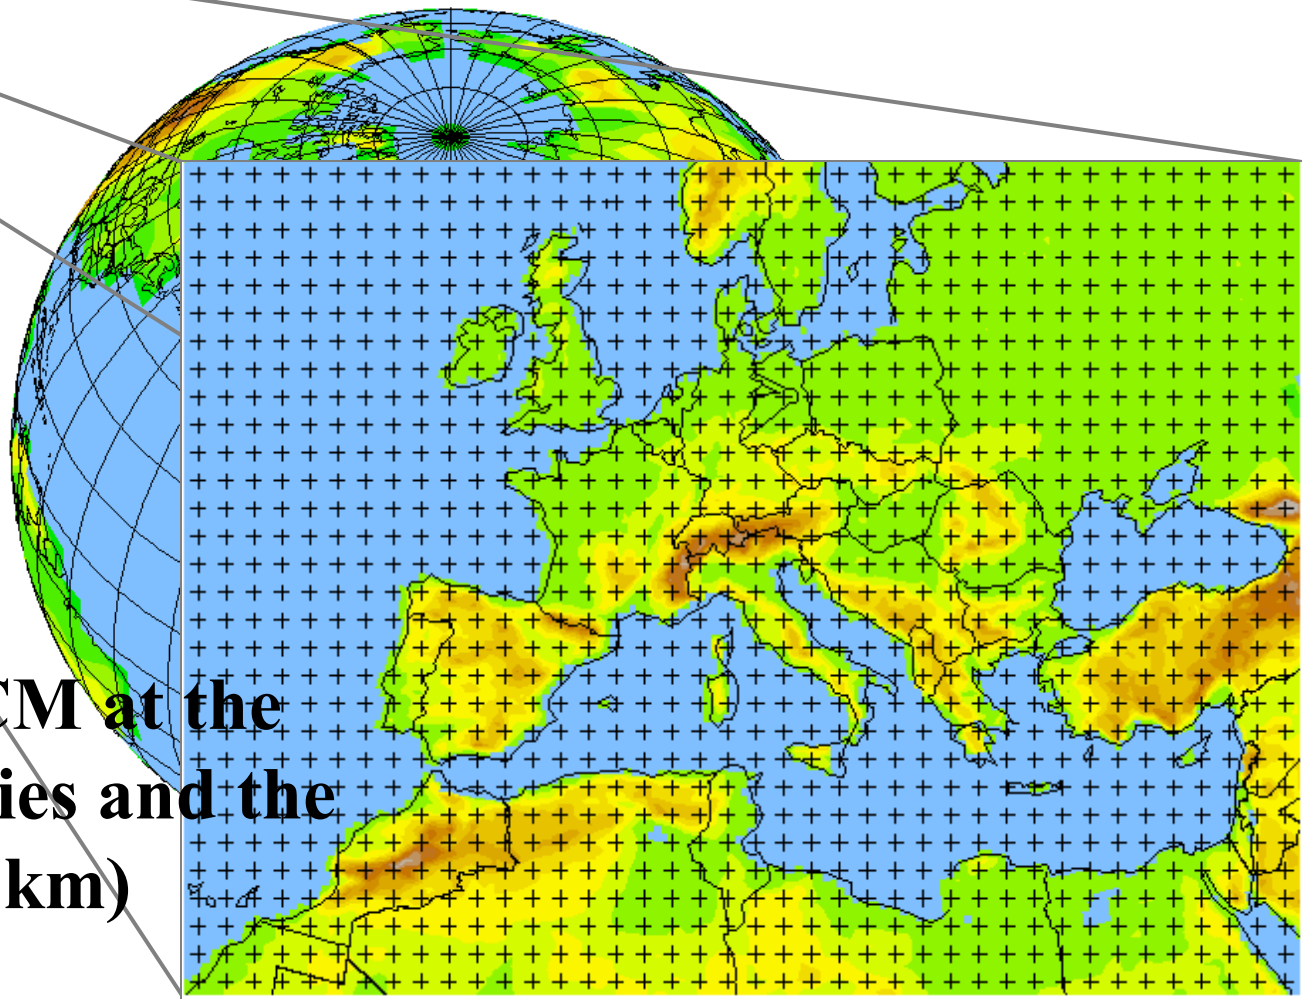 CM at the
ies and the
km)